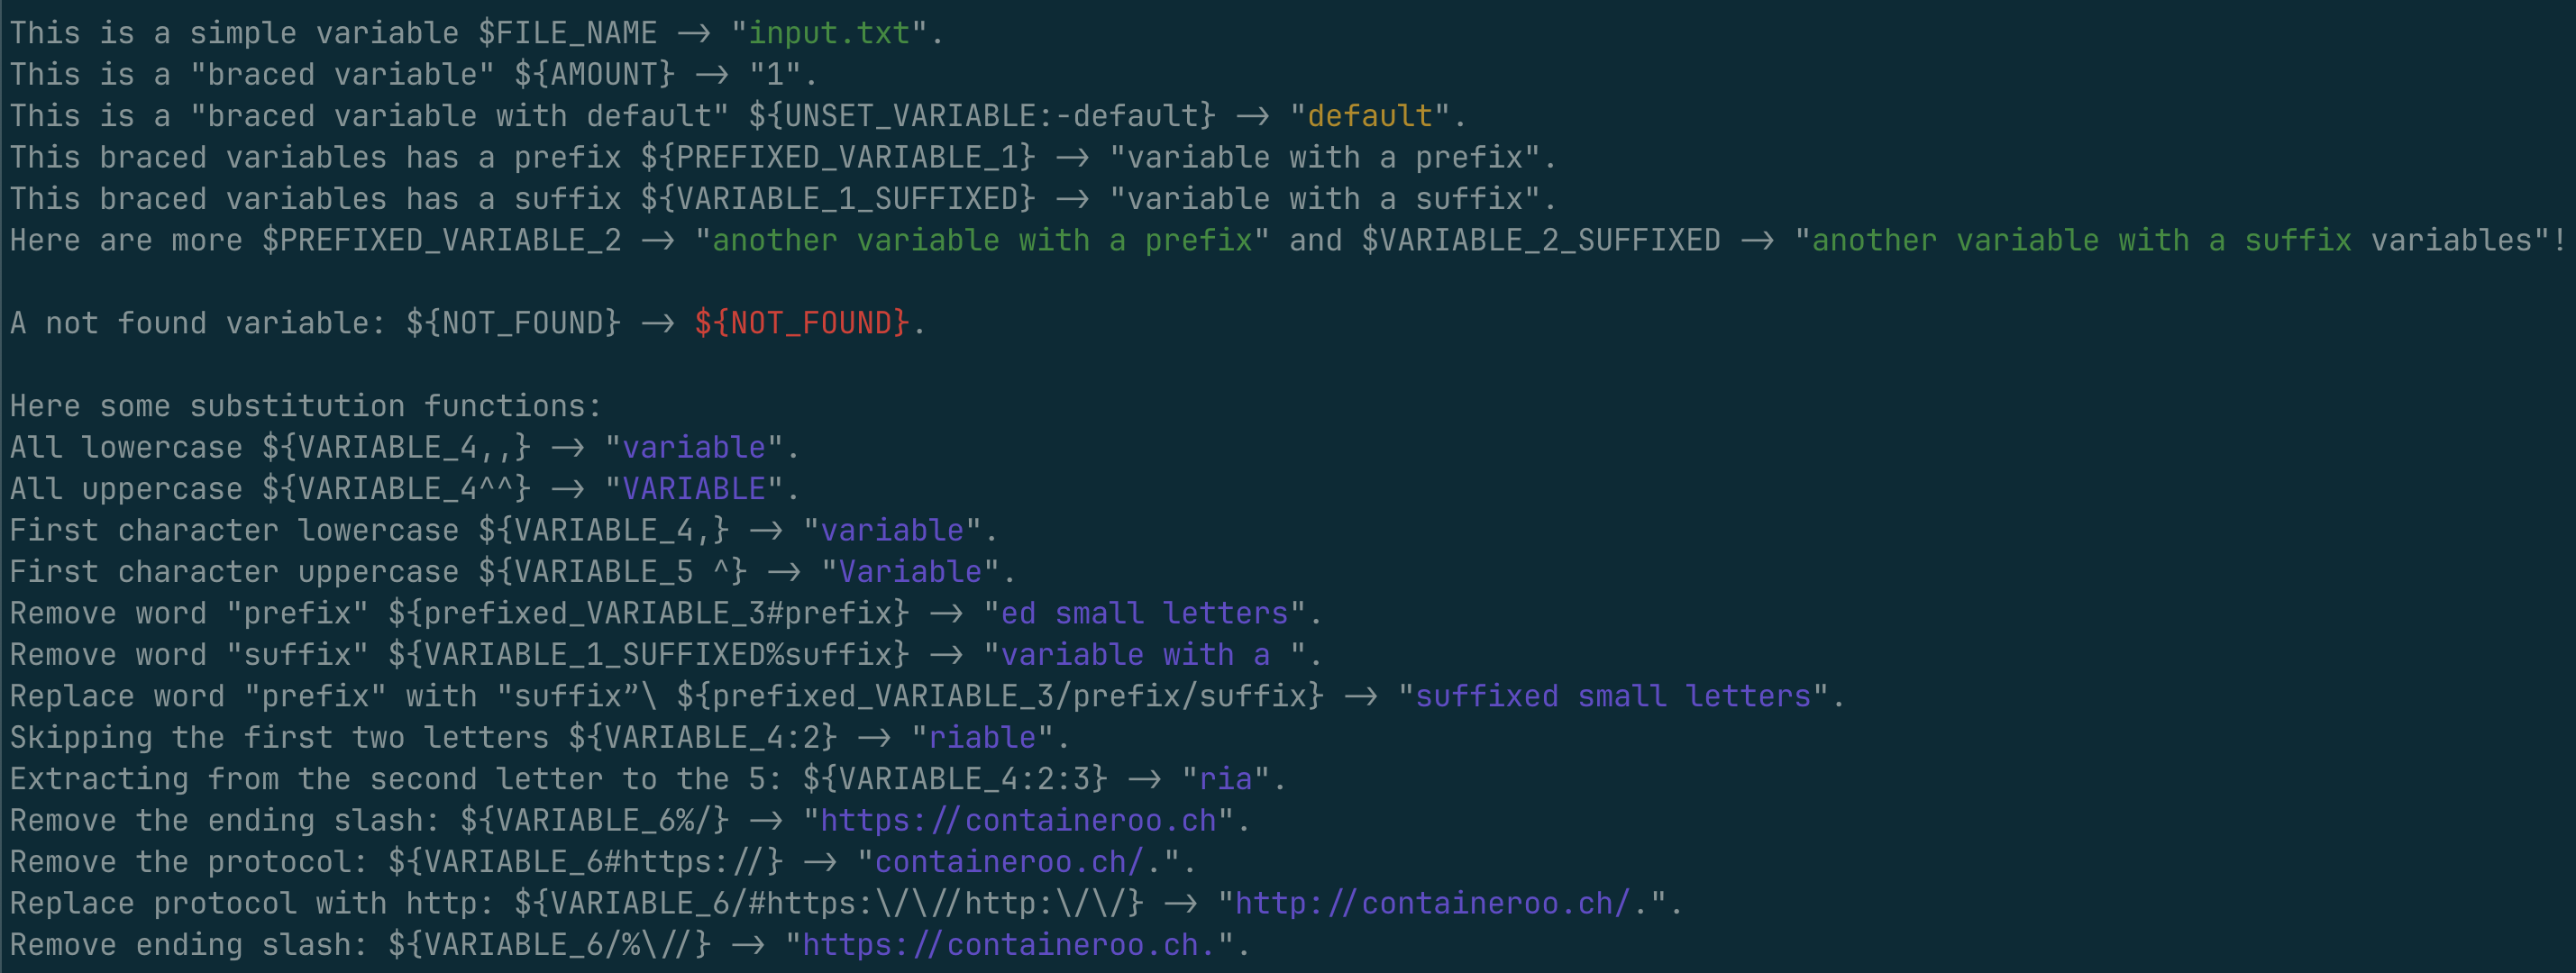 This is a simple variable $FILE_NAME -> "input.txt".
This is a "braced variable" ${AMOUNT} -> "1".
This is a "braced variable with default" ${UNSET_VARIABLE:-default} -> "default".
This braced variables has a prefix ${PREFIXED_VARIABLE_1} -> "variable with a prefix".
This braced variables has a suffix ${VARIABLE_1_SUFFIXED} -> "variable with a suffix".
Here are more $PREFIXED_VARIABLE_2 -> "another variable with a prefix" and $VARIABLE_2_SUFFIXED -> "another variable with a suffix variables"!
A not found variable: ${NOT_FOUND} -> ${NOT_FOUND}.
Here some substitution functions:
All lowercase ${VARIABLE_4,,} -> "variable".
All uppercase ${VARIABLE_4^^} -> "VARIABLE".
First character lowercase ${VARIABLE_4,} -> "variable".
First character uppercase ${VARIABLE_5 ^} -> "Variable".
Remove word "prefix" ${prefixed_VARIABLE_3#prefix} -> "ed small letters".
Remove word "suffix" ${VARIABLE_1_SUFFIXED%suffix} -> "variable with a ".
Replace word "prefix" with "suffix”\ ${prefixed_VARIABLE_3/prefix/suffix} -> "suffixed small letters".
Skipping the first two letters ${VARIABLE_4:2} -> "riable".
Extracting from the second letter to the 5: ${VARIABLE_4:2:3} -> "ria".
Remove the ending slash: ${VARIABLE_6%/} -> "https://containeroo.ch".
Remove the protocol: ${VARIABLE_6#https://} -> "containeroo.ch/.".
Replace protocol with http: ${VARIABLE_6/#https:\/\//http:\/\/} -> "http://containeroo.ch/.".
Remove ending slash: ${VARIABLE_6/%\//} -> "https://containeroo.ch.".